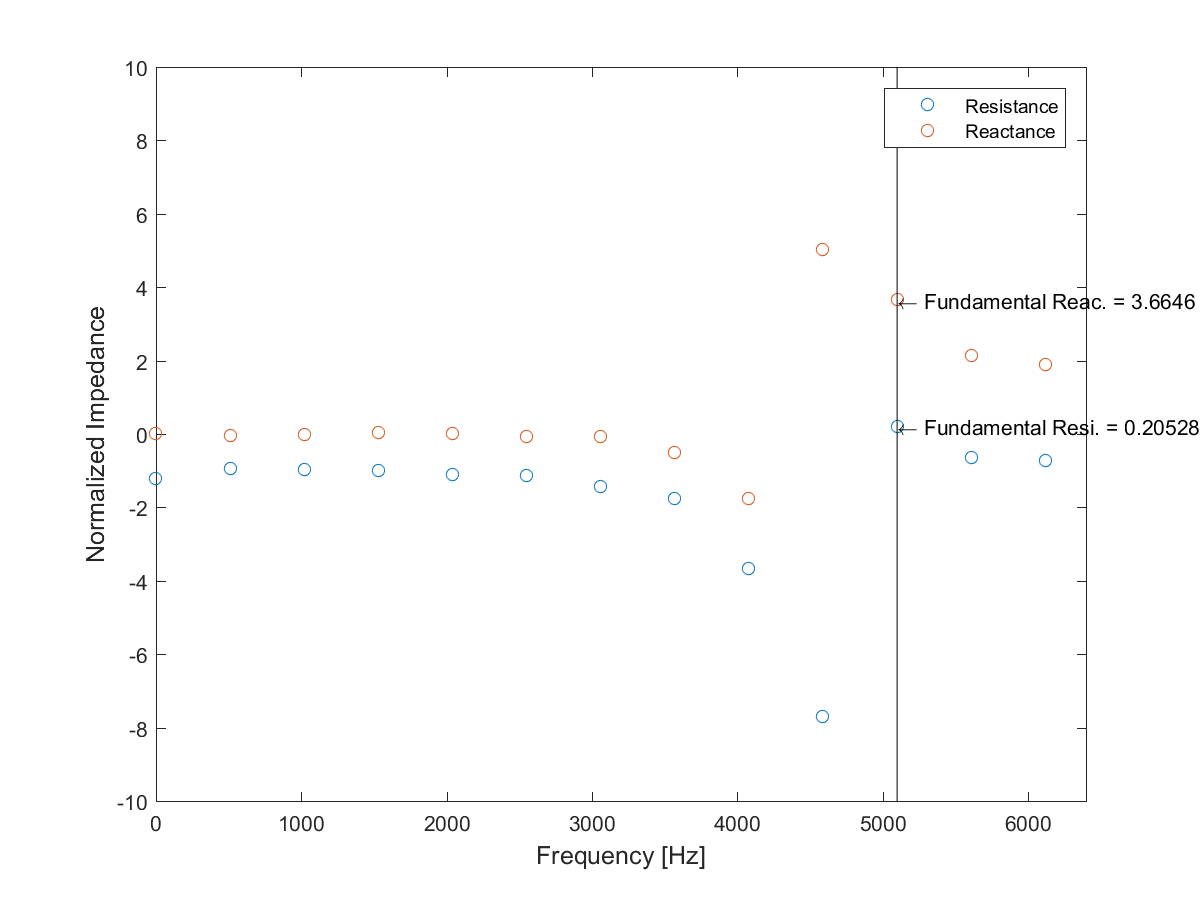 10
8
6
4
2
0
-2
-4
-6
-8
-10
Normalized Impedance
Resistance
Reactance
← Fundamental Reac. = 3.6646
← Fundamental Resi. = 0.20528
0 1000 2000 3000 4000 5000 6000
Frequency [Hz]